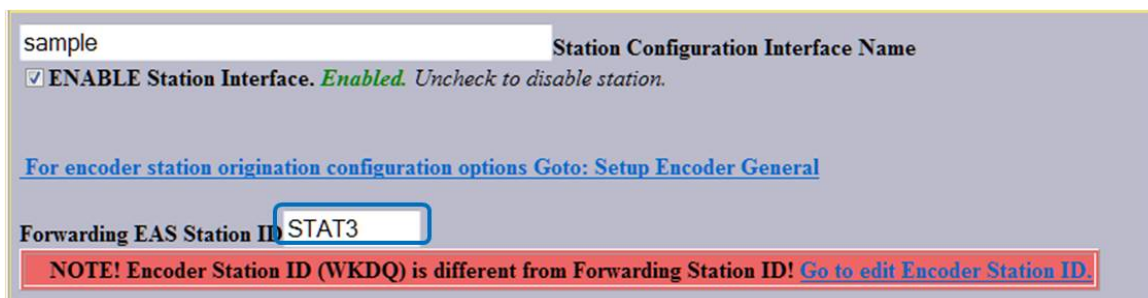 sample Station Configuration Interface Name
ENABLE Station Interface. Enabled. Uncheck to disable station.
For encoder station origination configuration options Goto: Setup Encoder General
Forwarding EAS Station ID STAT3
NOTE! Encoder Station ID (WKDQ) is different from Forwarding Station ID! Go to edit Encoder Station ID.